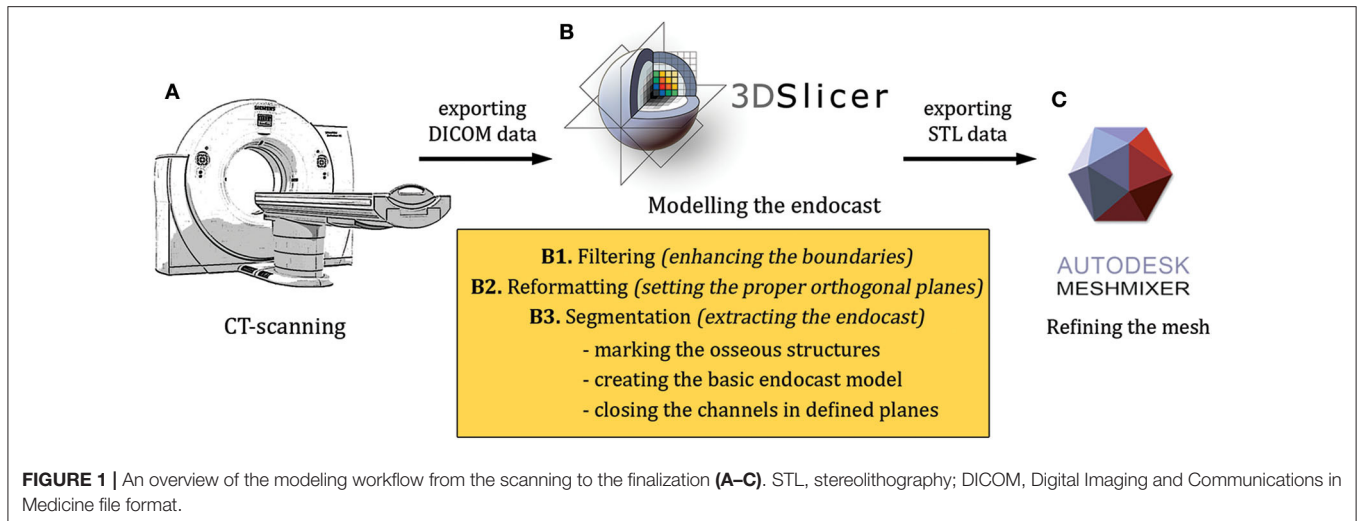 A
SIEMENS
CT-scanning
exporting
DICOM data
B
3DSlicer
Modelling the endocast
B1. Filtering (enhancing the boundaries)
B2. Reformatting (setting the proper orthogonal planes)
B3. Segmentation (extracting the endocast)
- marking the osseous structures
- creating the basic endocast model
- closing the channels in defined planes
exporting
STL data
C
AUTODESK
MESHMIXER
Refining the mesh
FIGURE 1 | An overview of the modeling workflow from the scanning to the finalization (A–C). STL, stereolithography; DICOM, Digital Imaging and Communications in
Medicine file format.